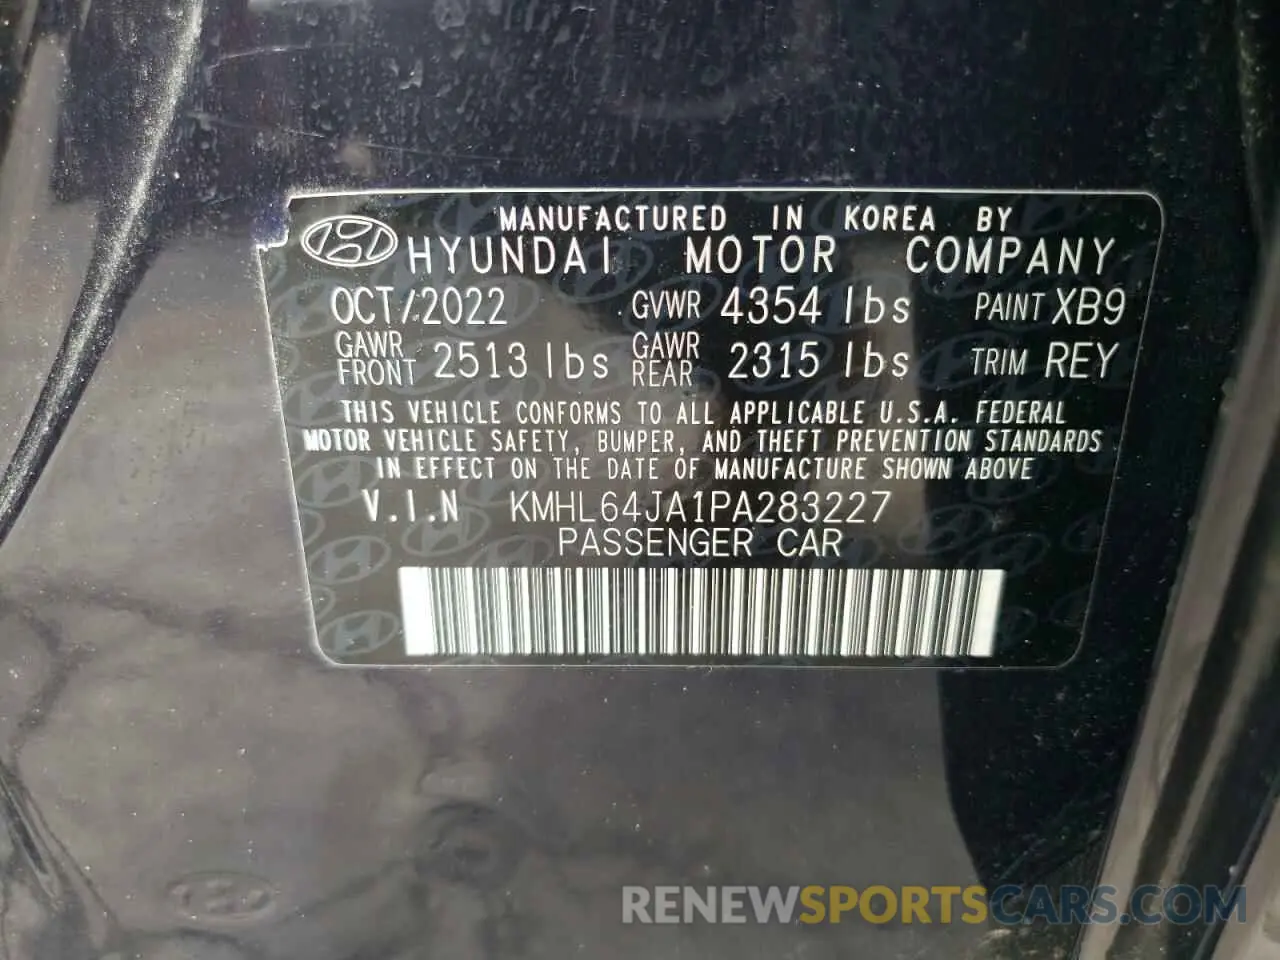 MANUFACTURED IN KOREA BY
HYUNDAI MOTOR COMPANY
OCT/2022 GVWR 4354 lbs PAINT XB9
GAWR FRONT 2513 lbs GAWR REAR 2315 lbs TRIM REY
THIS VEHICLE CONFORMS TO ALL APPLICABLE U.S.A. FEDERAL
MOTOR VEHICLE SAFETY, BUMPER, AND THEFT PREVENTION STANDARDS
IN EFFECT ON THE DATE OF MANUFACTURE SHOWN ABOVE
V.I.N KMHL64JA1PA283227
PASSENGER CAR
RENEWSPORTSCARS.COM